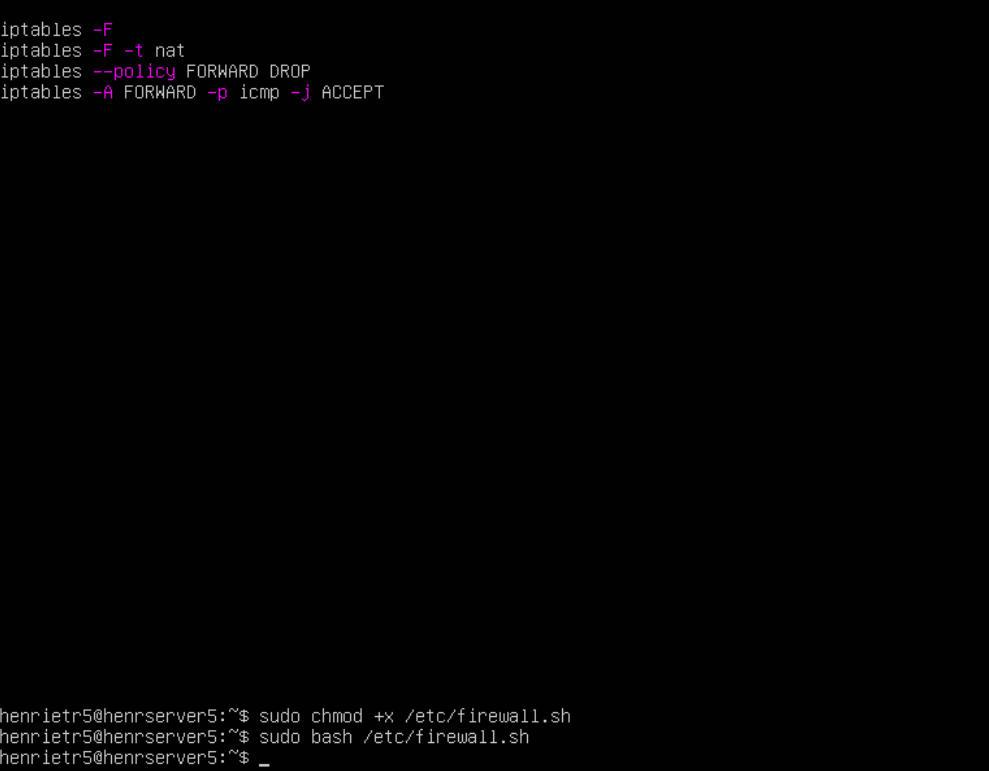 iptables -F
iptables -F -t nat
iptables --policy FORWARD DROP
iptables -A FORWARD -p icmp -j ACCEPT
henrietr5@henrserver5:~$ sudo chmod +x /etc/firewall.sh
henrietr5@henrserver5:~$ sudo bash /etc/firewall.sh
henrietr5@henrserver5:~$ _